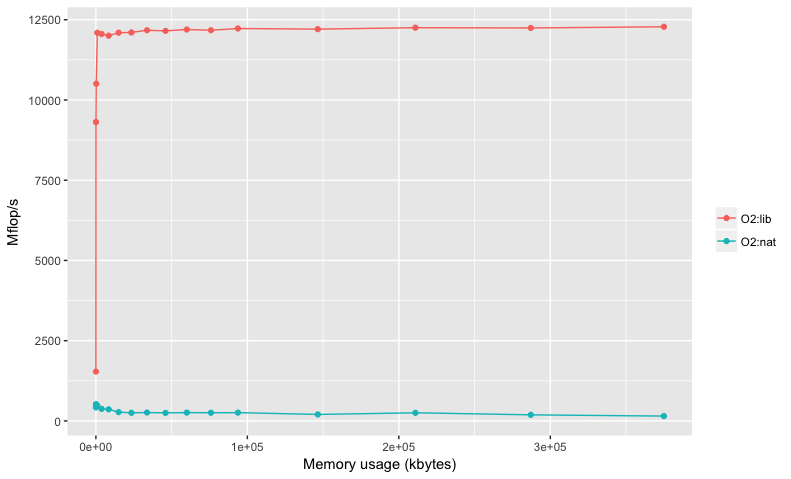 12500
10000
7500
5000
2500
0
Mflop/s
0e+00
1e+05
2e+05
3e+05
Memory usage (kbytes)
O2:lib
O2:nat